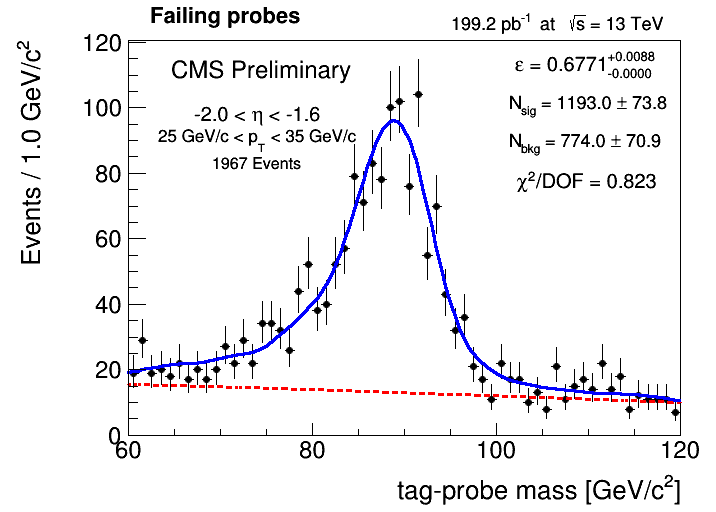 Failing probes
199.2 pb⁻¹ at √s = 13 TeV
CMS Preliminary
-2.0 < η < -1.6
25 GeV/c < p_T < 35 GeV/c
1967 Events
ε = 0.6771 +0.0088 -0.0000
N_sig = 1193.0 ± 73.8
N_bkg = 774.0 ± 70.9
χ²/DOF = 0.823
Events / 1.0 GeV/c²
120
100
80
60
40
20
0
60 80 100 120
tag-probe mass [GeV/c²]